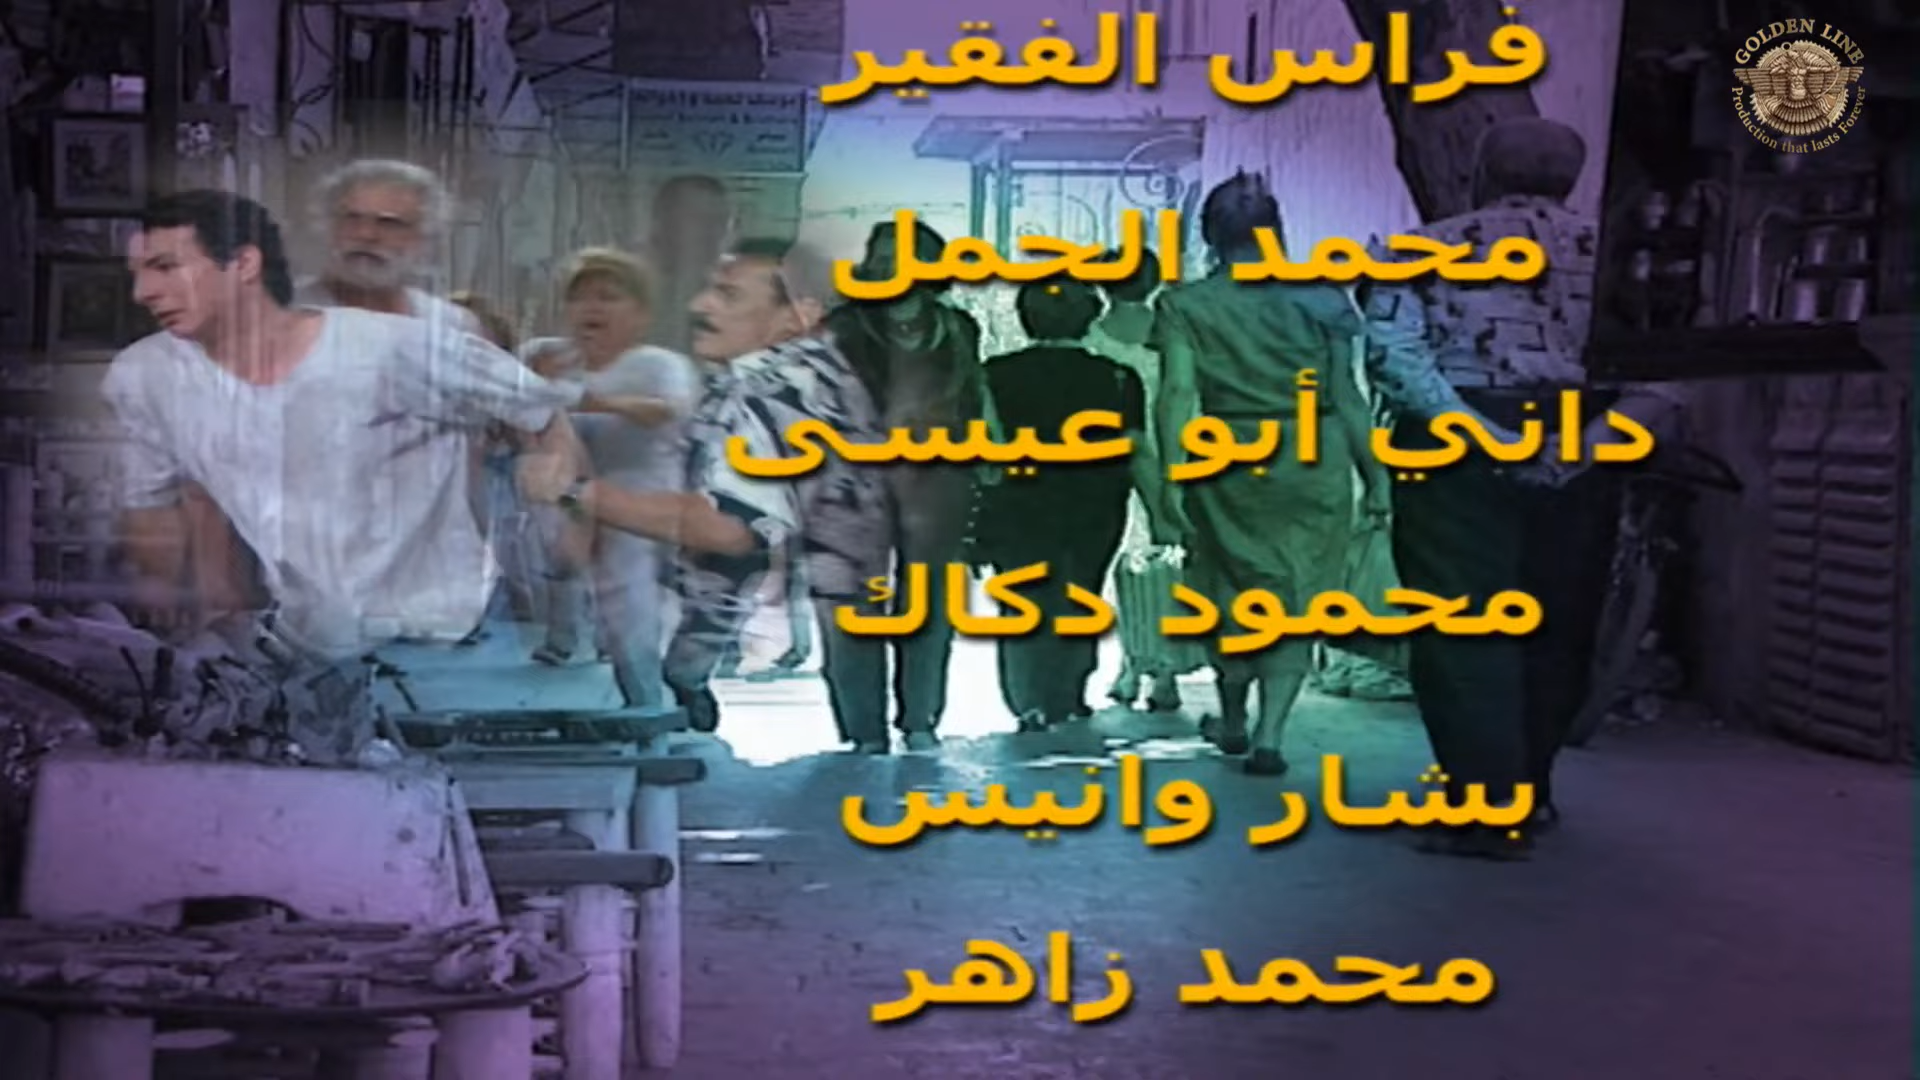 GOLDEN LINE
Production that lasts Forever
فراس الفقير
محمد الجمل
داني أبو عيسى
محمود دكاك
بشار وانيس
محمد زاهر